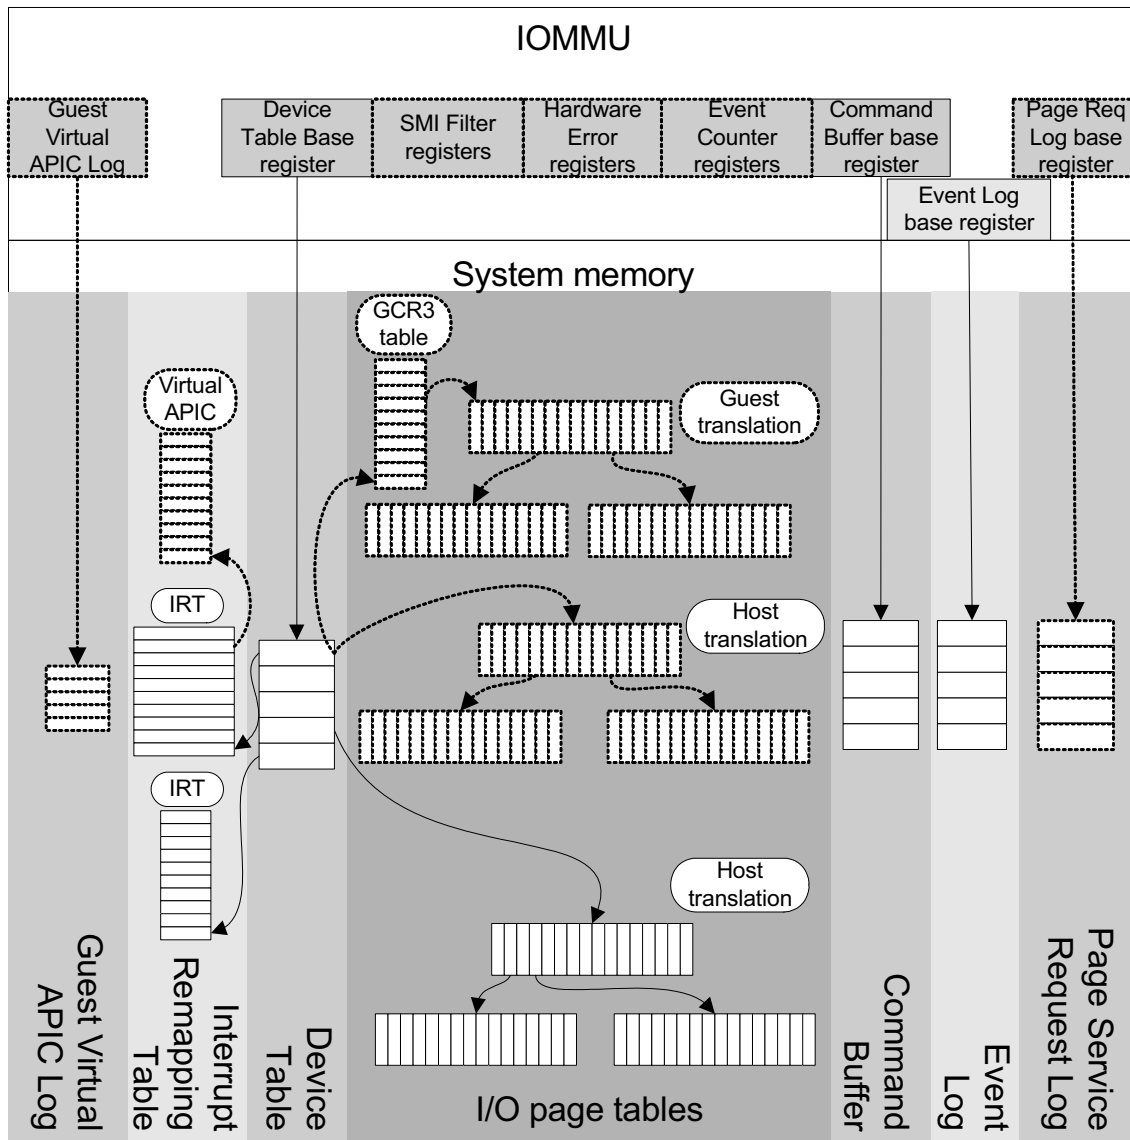 IOMMU
Guest
Virtual
APIC Log
Device
Table Base
register
SMI Filter
registers
Hardware
Error
registers
Event
Counter
registers
Command
Buffer base
register
Page Req
Log base
register
Event Log
base register
System memory
GCR3
table
Virtual
APIC
Guest
translation
IRT
Host
translation
IRT
Host
translation
Guest Virtual
APIC Log
Interrupt
Remapping
Table
Device
Table
I/O page tables
Command
Buffer
Event
Log
Page Service
Request Log